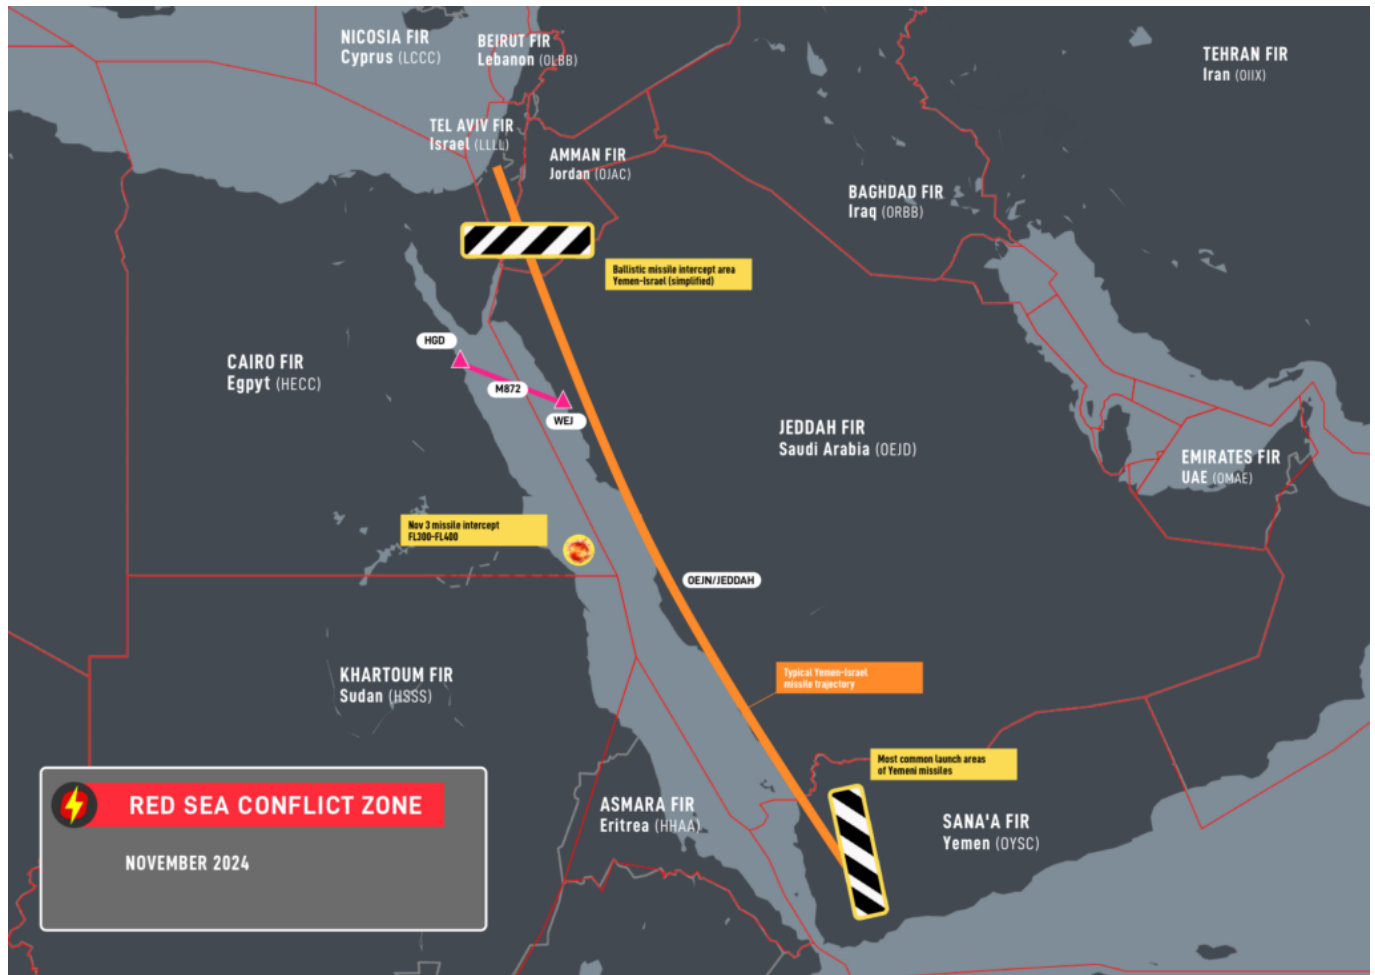 NICOSIA FIR
Cyprus (LCCC)
BEIRUT FIR
Lebanon (OLBB)
TEHRAN FIR
Iran (OIIX)
TEL AVIV FIR
Israel (LLLL)
AMMAN FIR
Jordan (OJAC)
BAGHDAD FIR
Iraq (ORBB)
Ballistic missile intercept area
Yemen-Israel (simplified)
HGD
M872
WEJ
CAIRO FIR
Egpyt (HECC)
JEDDAH FIR
Saudi Arabia (OEJD)
EMIRATES FIR
UAE (OMAE)
Nov 3 missile intercept
FL300-FL400
OEJN/JEDDAH
KHARTOUM FIR
Sudan (HSSS)
Typical Yemen-Israel
missile trajectory
Most common launch areas
of Yemeni missiles
ASMARA FIR
Eritrea (HHAA)
SANA'A FIR
Yemen (OYSC)
RED SEA CONFLICT ZONE
NOVEMBER 2024